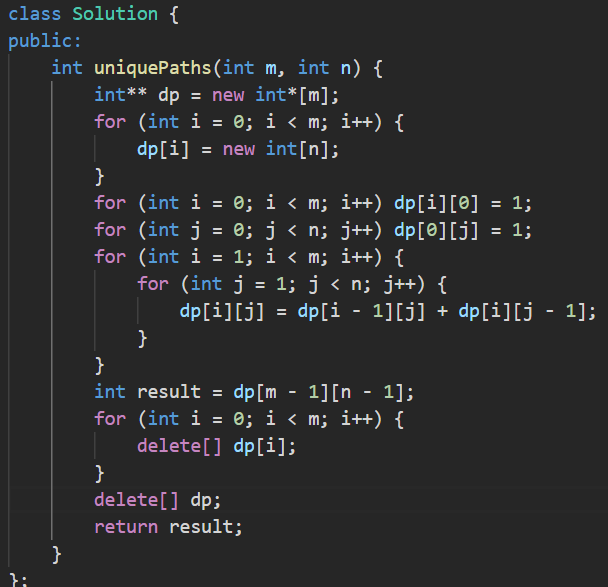 class Solution {
public:
    int uniquePaths(int m, int n) {
        int** dp = new int*[m];
        for (int i = 0; i < m; i++) {
            dp[i] = new int[n];
        }
        for (int i = 0; i < m; i++) dp[i][0] = 1;
        for (int j = 0; j < n; j++) dp[0][j] = 1;
        for (int i = 1; i < m; i++) {
            for (int j = 1; j < n; j++) {
                dp[i][j] = dp[i - 1][j] + dp[i][j - 1];
            }
        }
        int result = dp[m - 1][n - 1];
        for (int i = 0; i < m; i++) {
            delete[] dp[i];
        }
        delete[] dp;
        return result;
    }
};